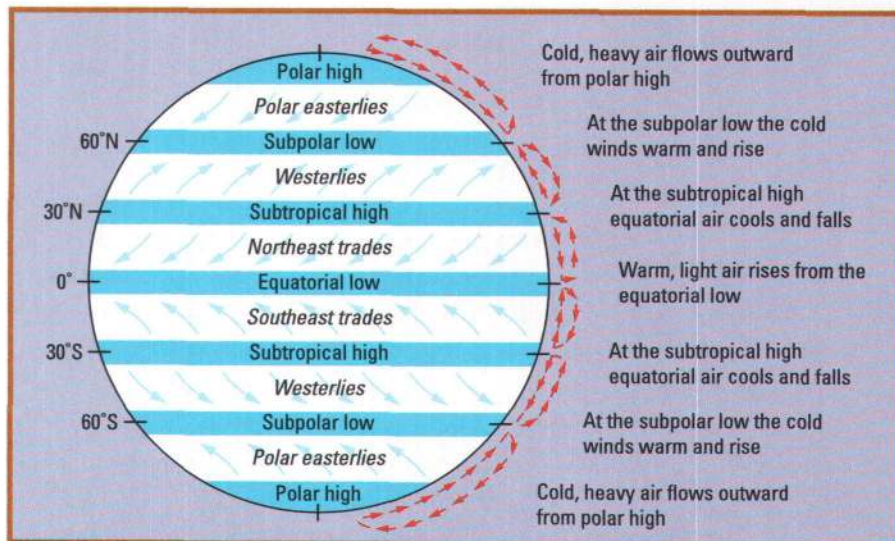 Polar high
Polar easterlies
60°N
Subpolar low
Westerlies
30°N
Subtropical high
Northeast trades
0°
Equatorial low
Southeast trades
30°S
Subtropical high
Westerlies
60°S
Subpolar low
Polar easterlies
Polar high
Cold, heavy air flows outward
from polar high
At the subpolar low the cold
winds warm and rise
At the subtropical high
equatorial air cools and falls
Warm, light air rises from the
equatorial low
At the subtropical high
equatorial air cools and falls
At the subpolar low the cold
winds warm and rise
Cold, heavy air flows outward
from polar high